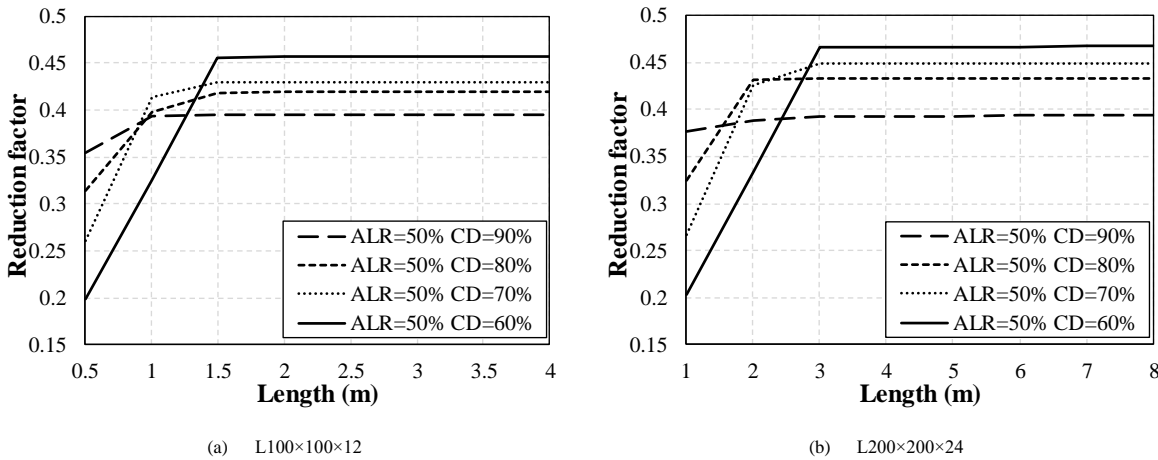 0.5
0.45
0.4
0.35
0.3
0.25
0.2
0.15
Reduction factor
ALR=50% CD=90%
ALR=50% CD=80%
ALR=50% CD=70%
ALR=50% CD=60%
0.5 1 1.5 2 2.5 3 3.5 4
Length (m)
(a) L100×100×12
0.5
0.45
0.4
0.35
0.3
0.25
0.2
0.15
Reduction factor
ALR=50% CD=90%
ALR=50% CD=80%
ALR=50% CD=70%
ALR=50% CD=60%
1 2 3 4 5 6 7 8
Length (m)
(b) L200×200×24